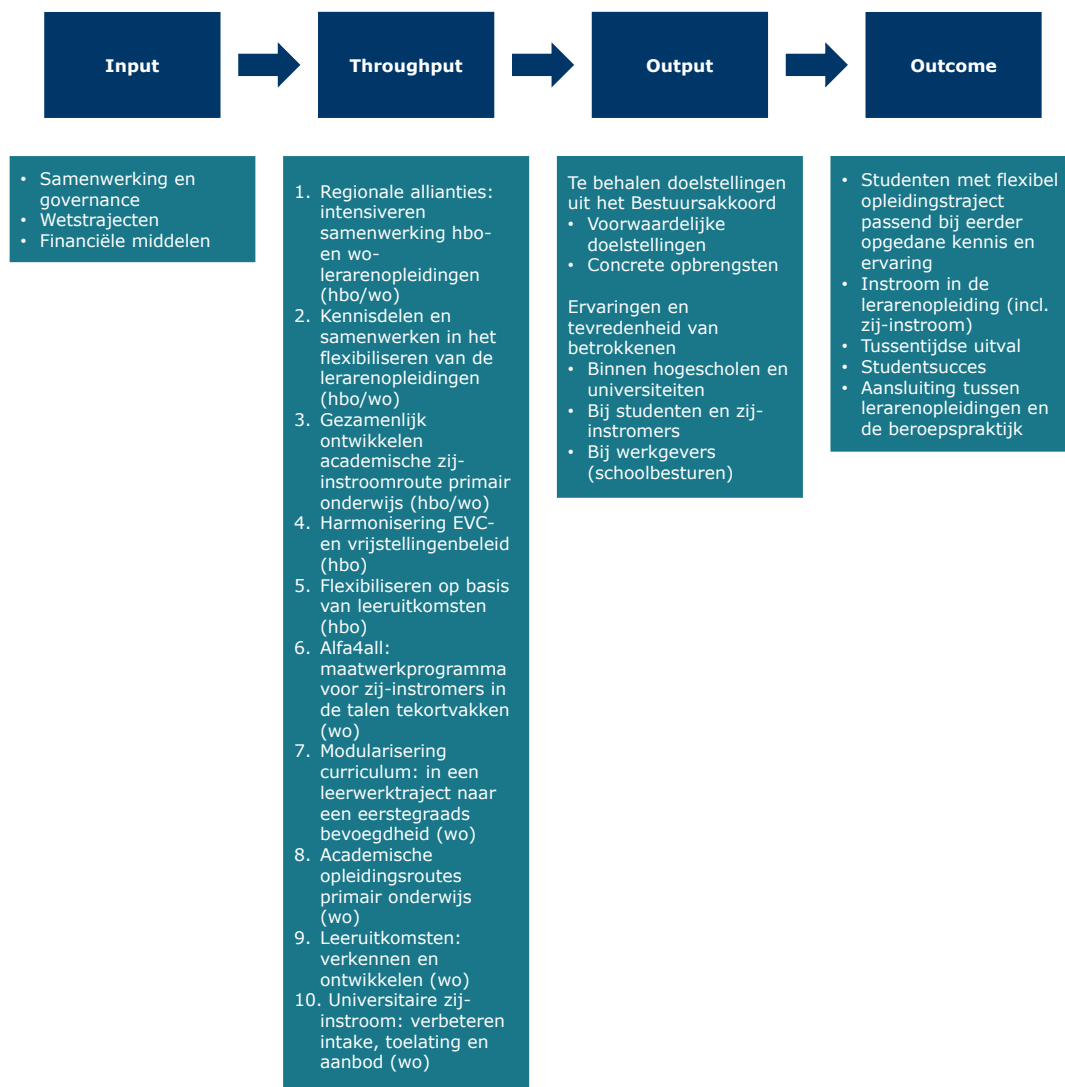 Input
Throughput
Output
Outcome
• Samenwerking en
governance
• Wetstrajecten
• Financiële middelen
1. Regionale allianties:
intensiveren
samenwerking hbo-
en wo-
lerarenopleidingen
(hbo/wo)
2. Kennisdelen en
samenwerken in het
flexibiliseren van de
lerarenopleidingen
(hbo/wo)
3. Gezamenlijk
ontwikkelen
academische zij-
instroomroute primair
onderwijs (hbo/wo)
4. Harmonisering EVC-
en vrijstellingenbeleid
(hbo)
5. Flexibiliseren op basis
van leeruitkomsten
(hbo)
6. Alfa4all:
maatwerkprogramma
voor zij-instromers in
de talen tekortvakken
(wo)
7. Modularisering
curriculum: in een
leerwerktraject naar
een eerstegraads
bevoegdheid (wo)
8. Academische
opleidingsroutes
primair onderwijs
(wo)
9. Leeruitkomsten:
verkennen en
ontwikkelen (wo)
10. Universitaire zij-
instroom: verbeteren
intake, toelating en
aanbod (wo)
Te behalen doelstellingen
uit het Bestuursakkoord
• Voorwaardelijke
doelstellingen
• Concrete opbrengsten
Ervaringen en
tevredenheid van
betrokkenen
• Binnen hogescholen en
universiteiten
• Bij studenten en zij-
instromers
• Bij werkgevers
(schoolbesturen)
• Studenten met flexibel
opleidingstraject
passend bij eerder
opgedane kennis en
ervaring
• Instroom in de
lerarenopleiding (incl.
zij-instroom)
• Tussentijdse uitval
• Studentsucces
• Aansluiting tussen
lerarenopleidingen en
de beroepspraktijk